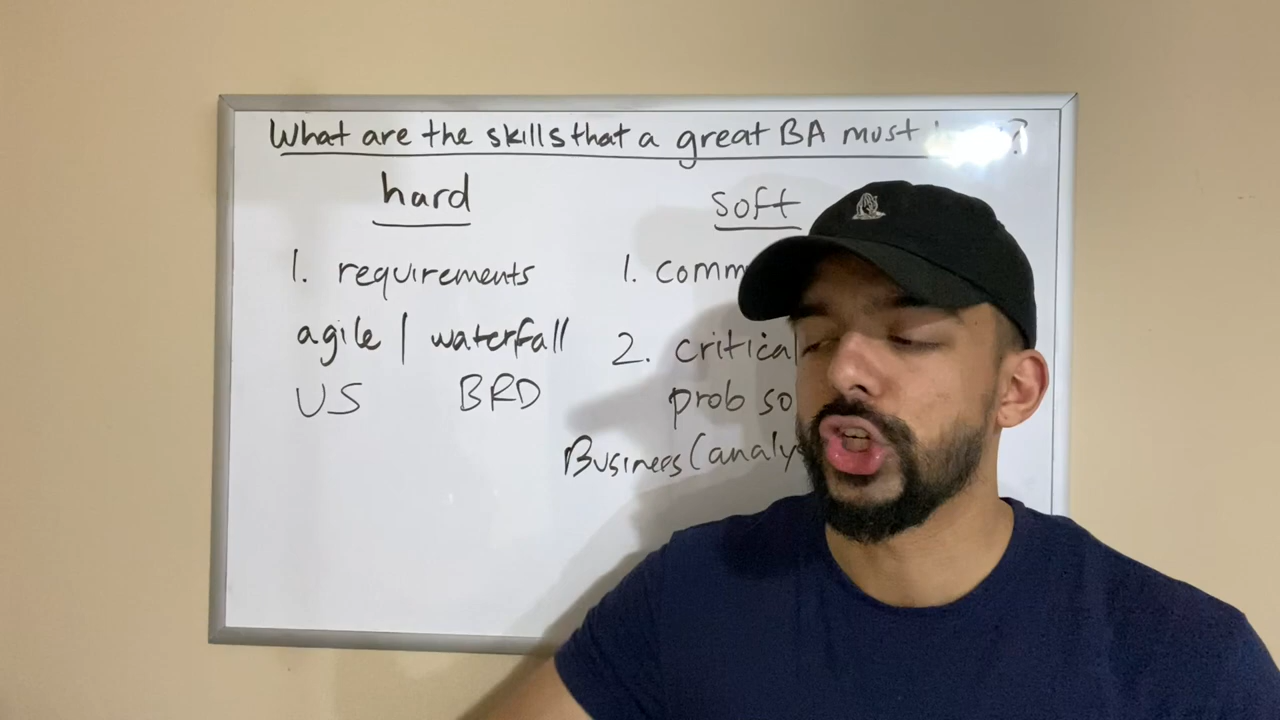 What are the skills that a great BA must ?
hard
1. requirements
agile | waterfall
US BRD
soft
1. comm
2. critical
prob so
Business (analy